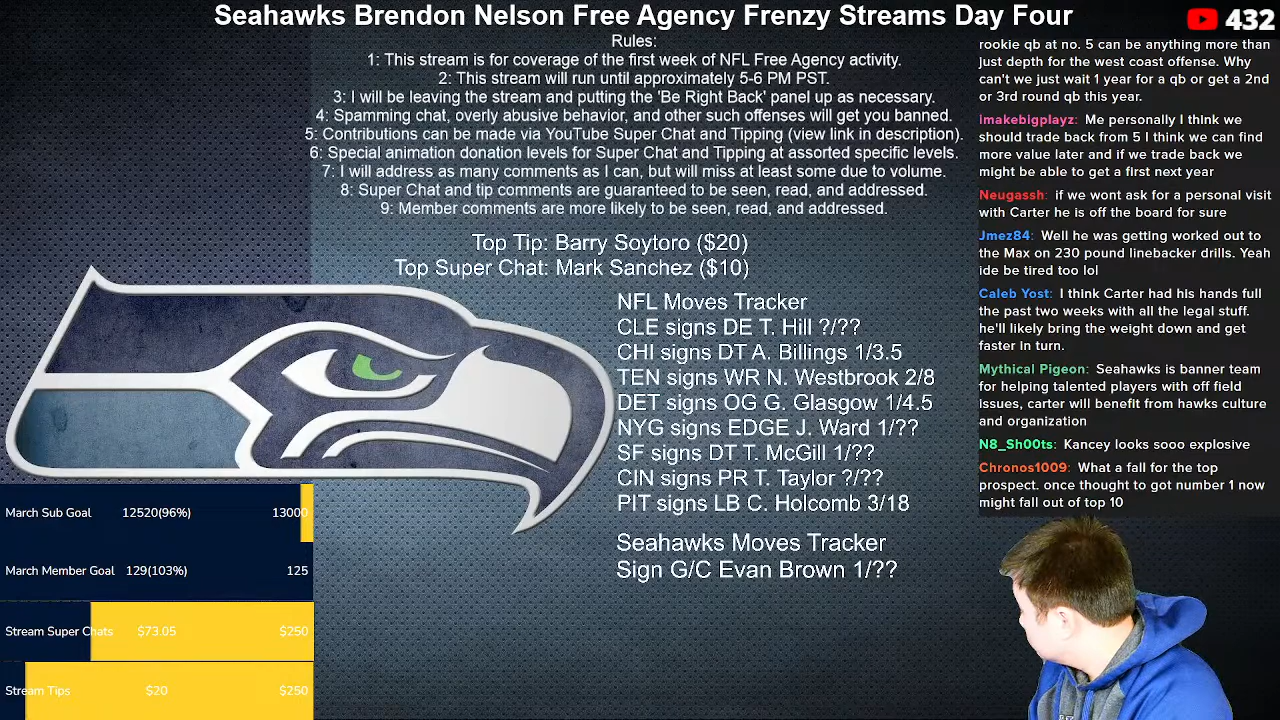 Seahawks Brendon Nelson Free Agency Frenzy Streams Day Four
432
Rules:
1: This stream is for coverage of the first week of NFL Free Agency activity.
2: This stream will run until approximately 5-6 PM PST.
3: I will be leaving the stream and putting the 'Be Right Back' panel up as necessary.
4: Spamming chat, overly abusive behavior, and other such offenses will get you banned.
5: Contributions can be made via YouTube Super Chat and Tipping (view link in description).
6: Special animation donation levels for Super Chat and Tipping at assorted specific levels.
7: I will address as many comments as I can, but will miss at least some due to volume.
8: Super Chat and tip comments are guaranteed to be seen, read, and addressed.
9: Member comments are more likely to be seen, read, and addressed.
Top Tip: Barry Soytoro ($20)
Top Super Chat: Mark Sanchez ($10)
NFL Moves Tracker
CLE signs DE T. Hill ?/??
CHI signs DT A. Billings 1/3.5
TEN signs WR N. Westbrook 2/8
DET signs OG G. Glasgow 1/4.5
NYG signs EDGE J. Ward 1/??
SF signs DT T. McGill 1/??
CIN signs PR T. Taylor ?/??
PIT signs LB C. Holcomb 3/18
Seahawks Moves Tracker
Sign G/C Evan Brown 1/??
March Sub Goal 12520(96%) 13000
March Member Goal 129(103%) 125
Stream Super Chats $73.05 $250
Stream Tips $20 $250
rookie qb at no. 5 can be anything more than
just depth for the west coast offense. Why
can't we just wait 1 year for a qb or get a 2nd
or 3rd round qb this year.
imakebigplayz: Me personally I think we
should trade back from 5 I think we can find
more value later and if we trade back we
might be able to get a first next year
Neugassh: if we wont ask for a personal visit
with Carter he is off the board for sure
Jmez84: Well he was getting worked out to
the Max on 230 pound linebacker drills. Yeah
ide be tired too lol
Caleb Yost: I think Carter had his hands full
the past two weeks with all the legal stuff.
he'll likely bring the weight down and get
faster in turn.
Mythical Pigeon: Seahawks is banner team
for helping talented players with off field
issues, carter will benefit from hawks culture
and organization
N8_Sh00ts: Kancey looks sooo explosive
Chronos1009: What a fall for the top
prospect. once thought to got number 1 now
might fall out of top 10